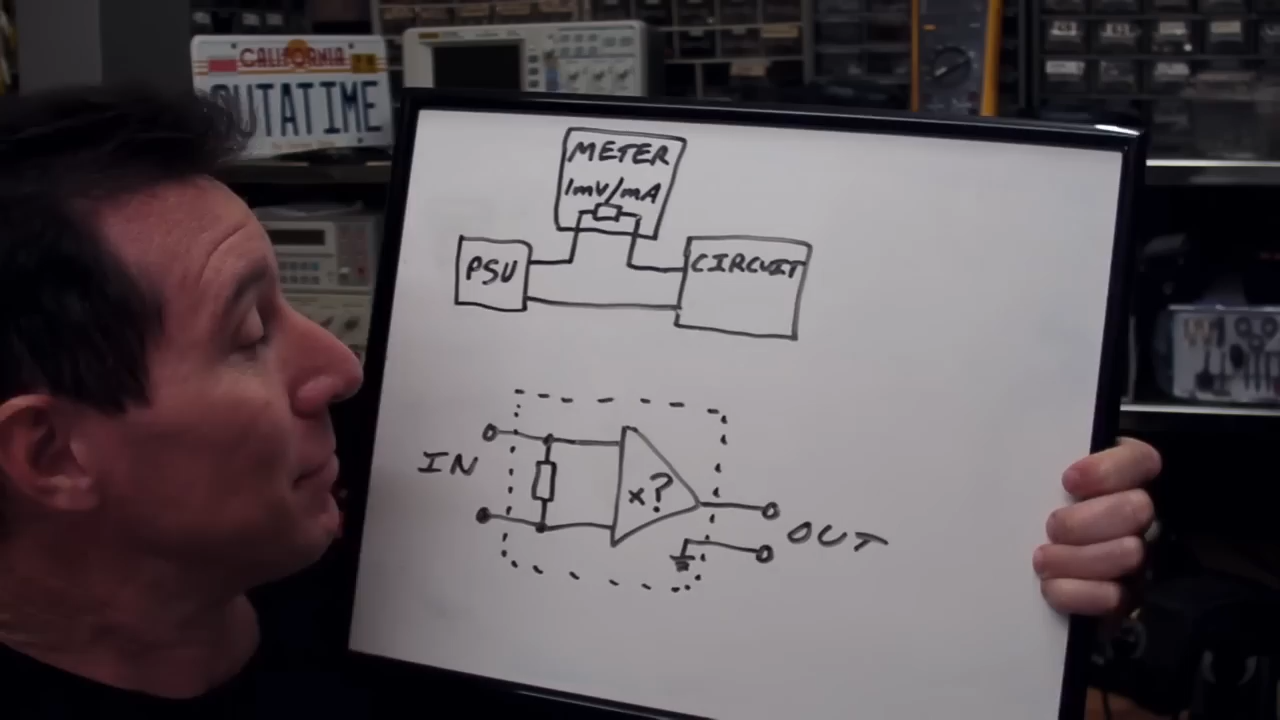 CALIFORNIA
OUTATIME
METER
1mV/mA
PSU
CIRCUIT
IN
x?
OUT